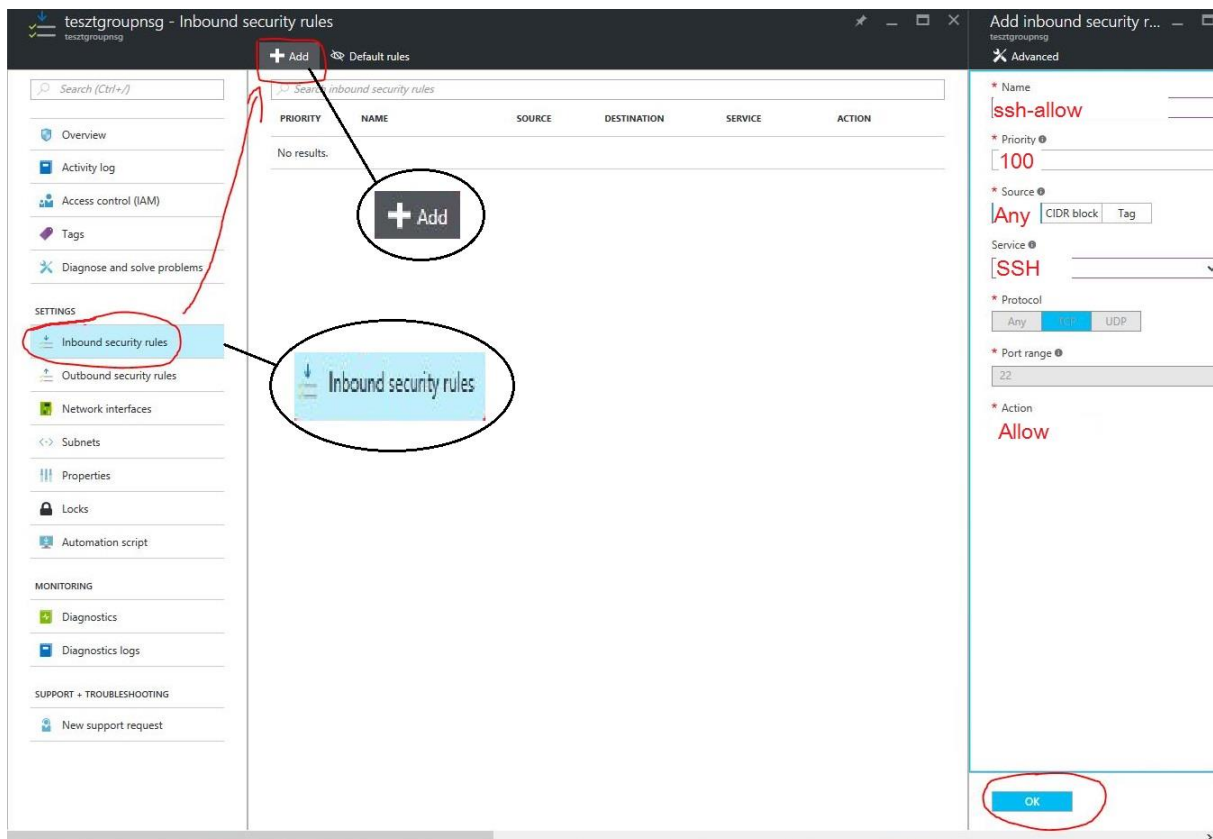 tesztgroupnsg - Inbound security rules
tesztgroupnsg
Add
Default rules
Search (Ctrl+/)
Overview
Activity log
Access control (IAM)
Tags
Diagnose and solve problems
SETTINGS
Inbound security rules
Outbound security rules
Network interfaces
Subnets
Properties
Locks
Automation script
MONITORING
Diagnostics
Diagnostics logs
SUPPORT + TROUBLESHOOTING
New support request
Search inbound security rules
PRIORITY NAME SOURCE DESTINATION SERVICE ACTION
No results.
Add
Inbound security rules
Add inbound security r...
tesztgroupnsg
Advanced
* Name
ssh-allow
* Priority
100
* Source
Any CIDR block Tag
Service
SSH
* Protocol
Any TCP UDP
* Port range
22
* Action
Allow
OK